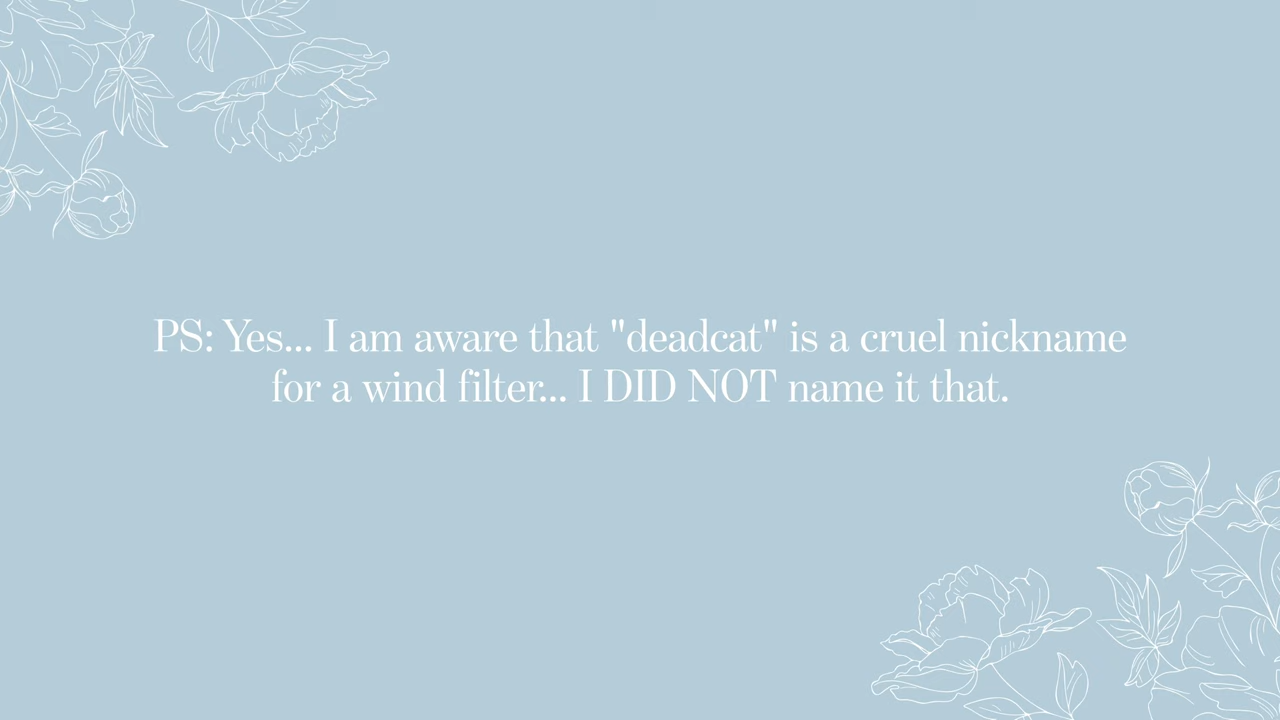 PS: Yes... I am aware that "deadcat" is a cruel nickname
for a wind filter... I DID NOT name it that.